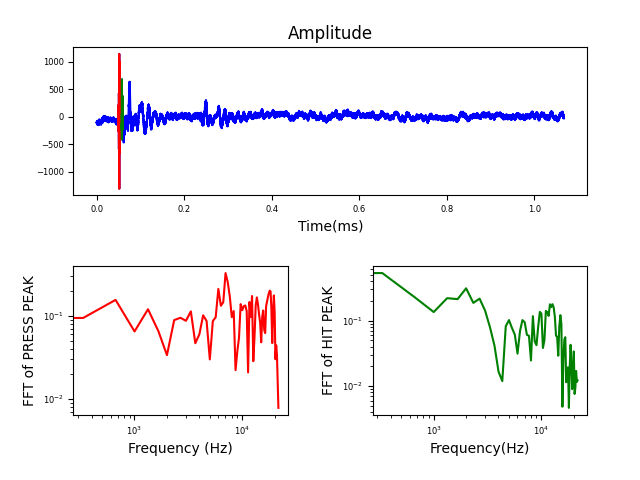 Amplitude
1000
500
0
−500
−1000
0.0 0.2 0.4 0.6 0.8 1.0
Time(ms)
FFT of PRESS PEAK
10⁻¹
10⁻²
10³ 10⁴
Frequency (Hz)
FFT of HIT PEAK
10⁻¹
10⁻²
10³ 10⁴
Frequency(Hz)